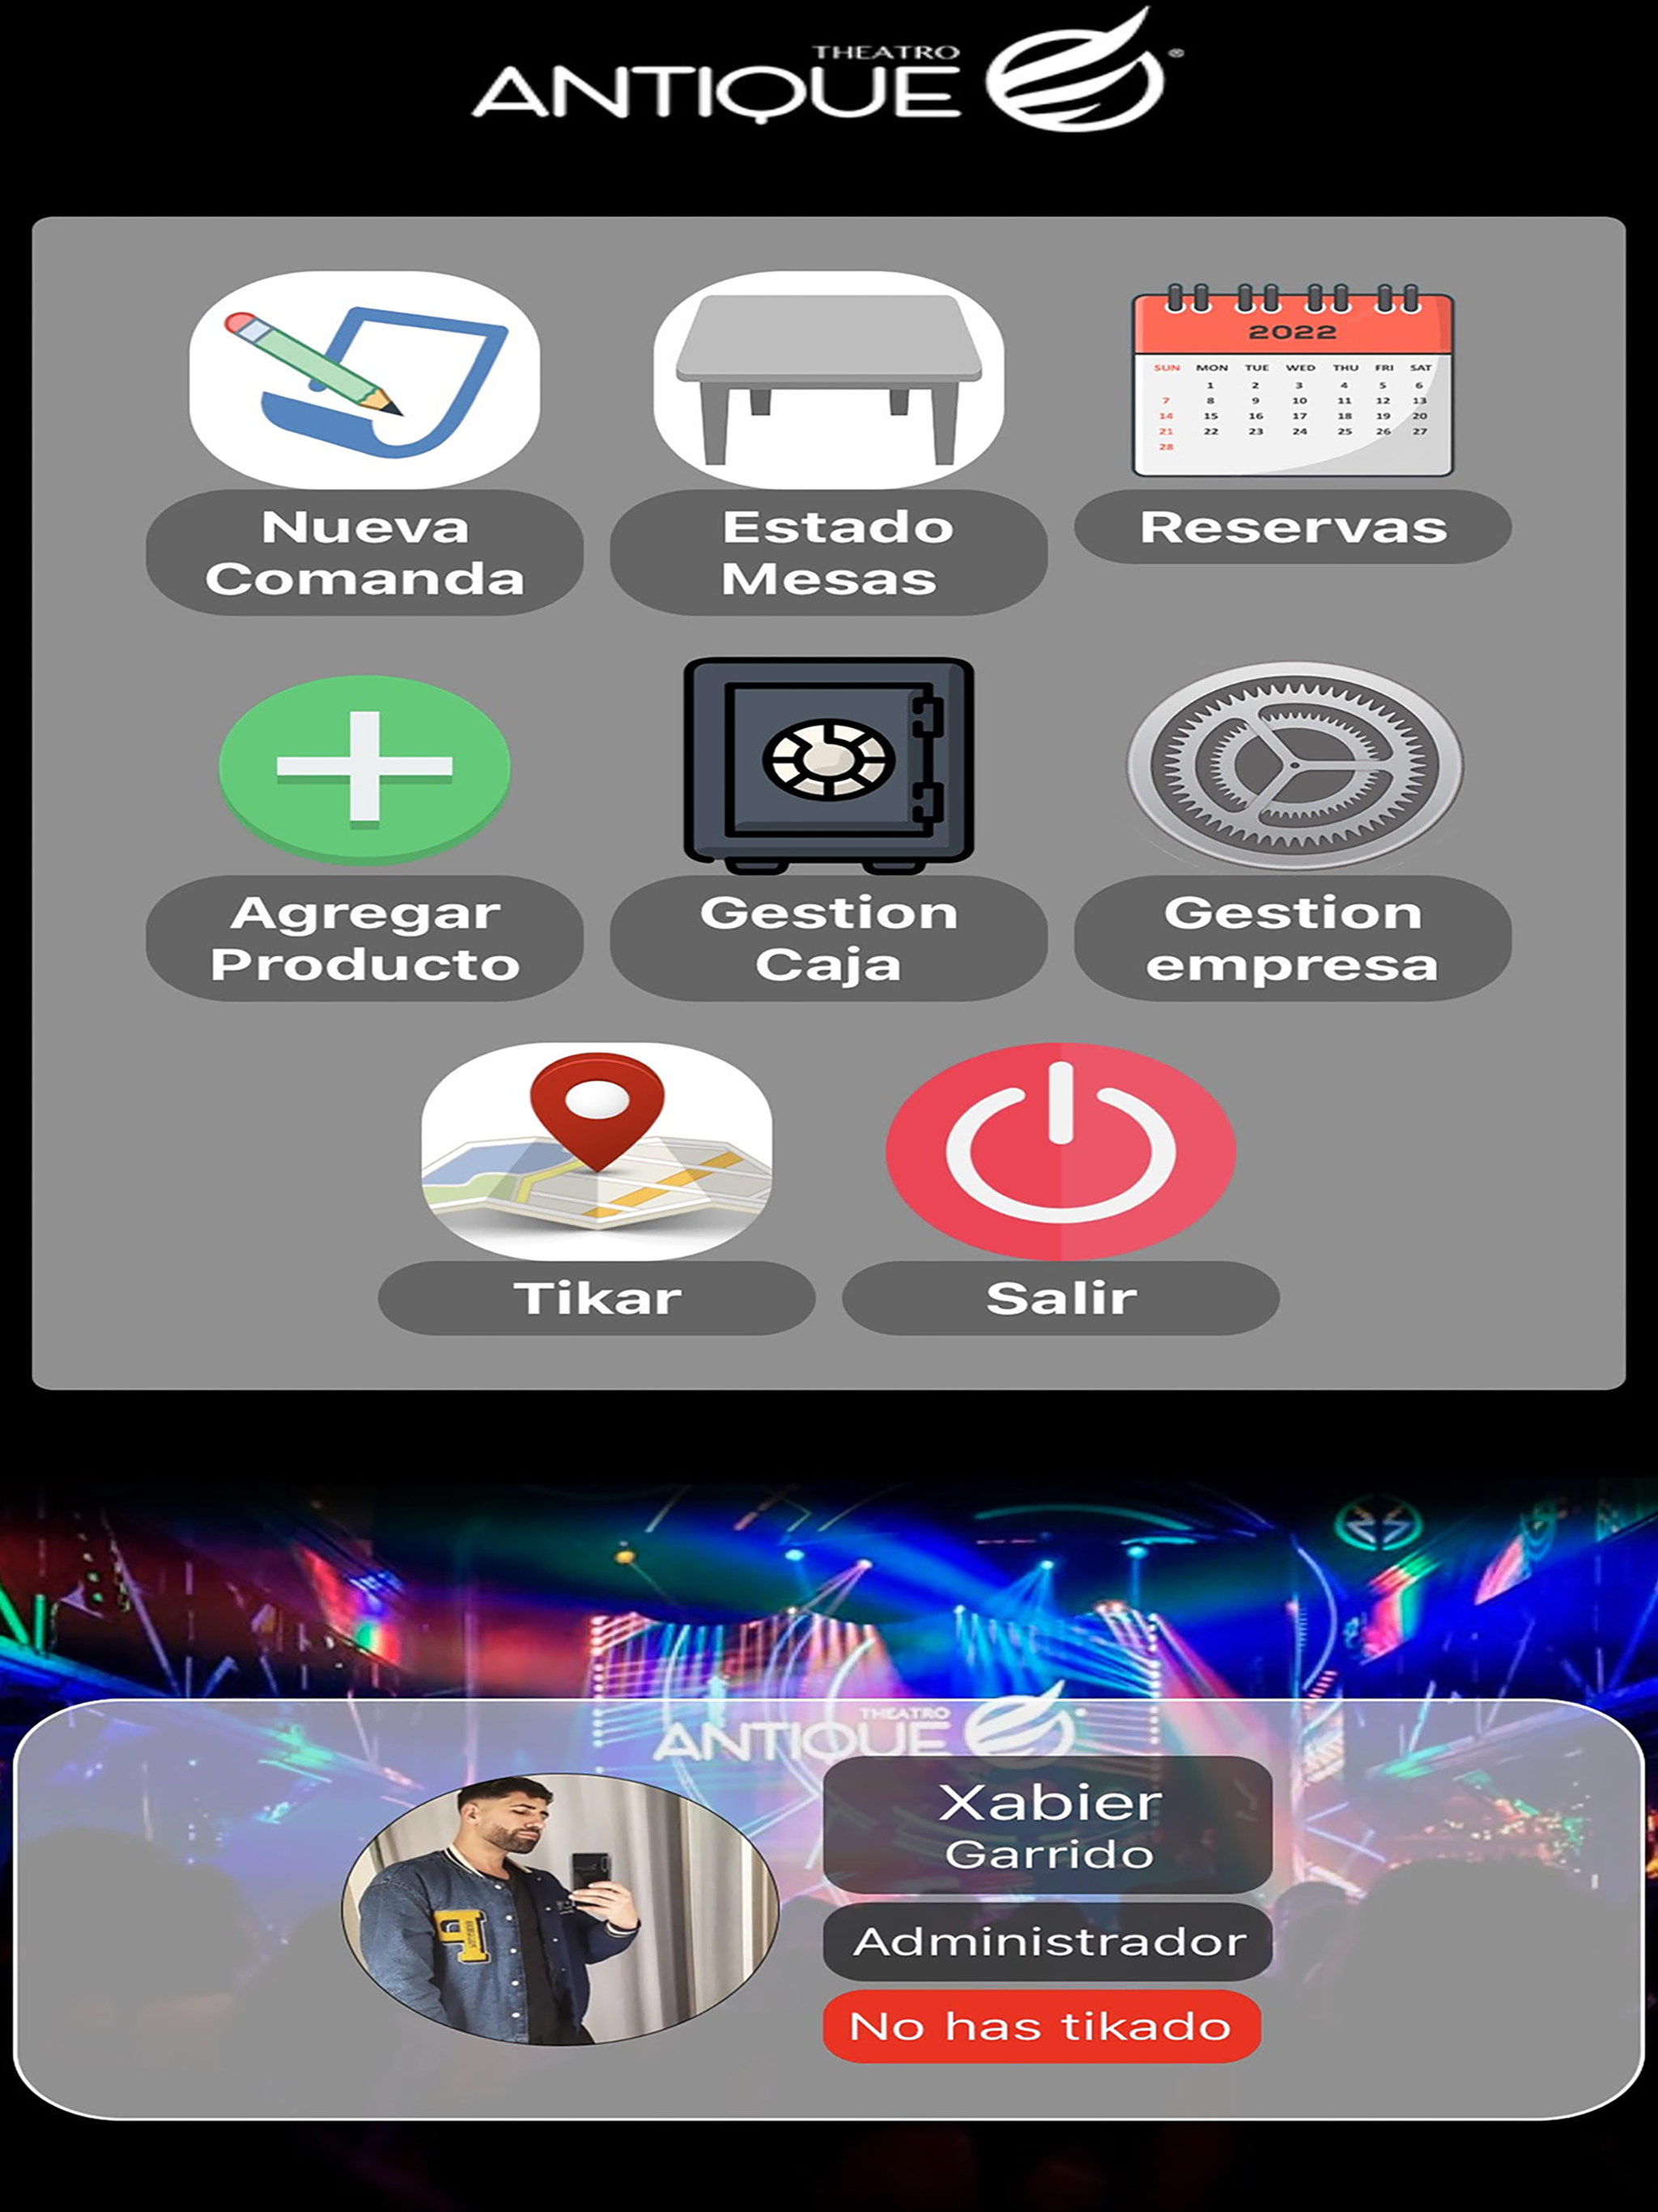 THEATRO
ANTIQUE
®
2022
SUN MON TUE WED THU FRI SAT
1 2 3 4 5 6
7 8 9 10 11 12 13
14 15 16 17 18 19 20
21 22 23 24 25 26 27
28
Nueva
Comanda
Estado
Mesas
Reservas
Agregar
Producto
Gestion
Caja
Gestion
empresa
Tikar
Salir
THEATRO
ANTIQUE
Xabier
Garrido
Administrador
No has tikado